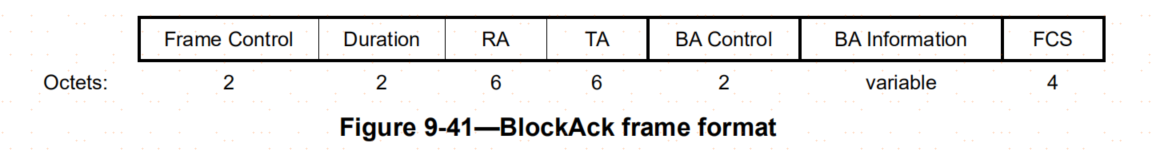 Frame Control Duration RA TA BA Control BA Information FCS
Octets: 2 2 6 6 2 variable 4
Figure 9-41—BlockAck frame format